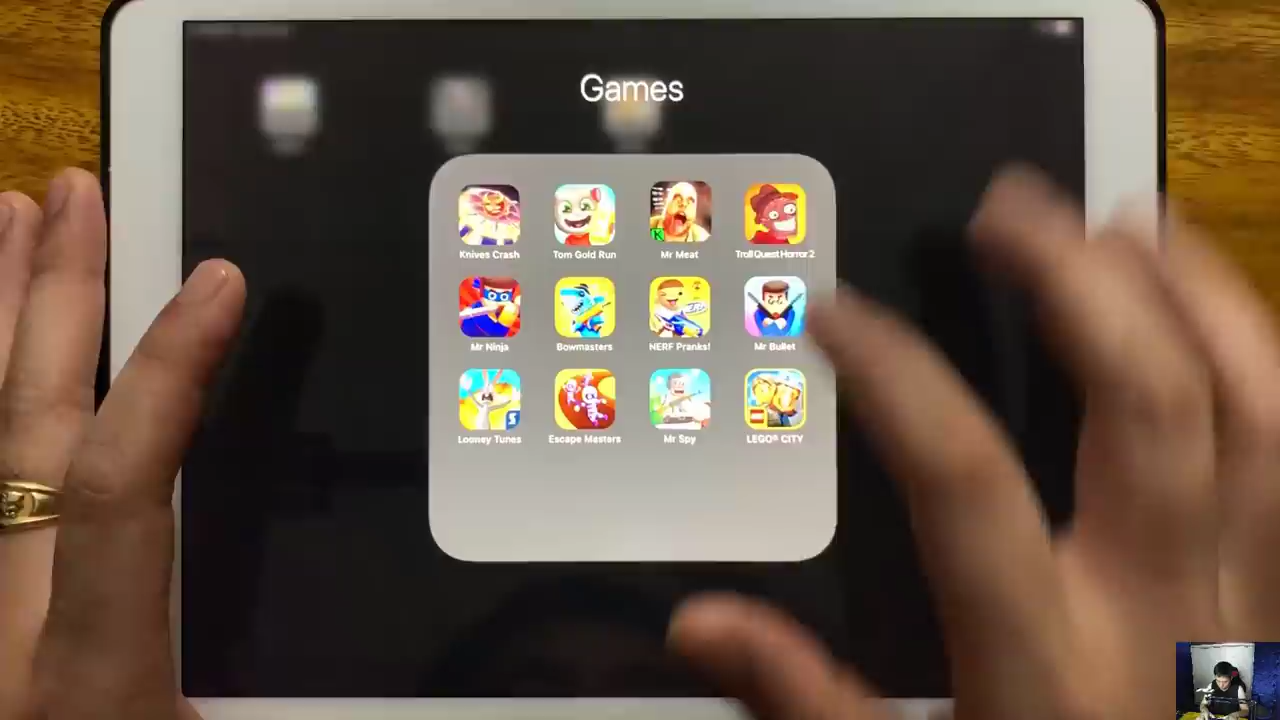 Games
Knives Crash
Tom Gold Run
Mr Meat
Troll Quest Horror 2
Mr Ninja
Bowmasters
NERF Pranks!
Mr Bullet
Looney Tunes
Escape Masters
Mr Spy
LEGO® CITY